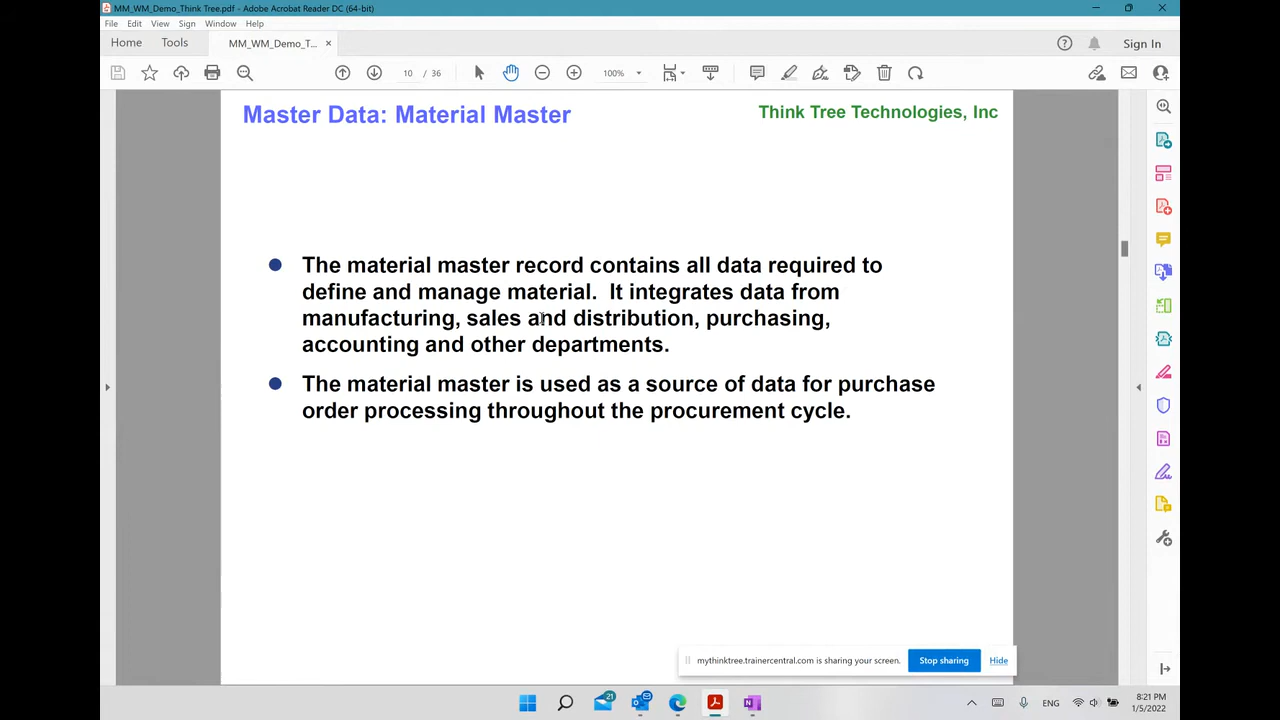 MM_WM_Demo_Think Tree.pdf - Adobe Acrobat Reader DC (64-bit)
File Edit View Sign Window Help
Home Tools MM_WM_Demo_T... × Sign In
10 / 36 100%
Master Data: Material Master
Think Tree Technologies, Inc
The material master record contains all data required to
define and manage material. It integrates data from
manufacturing, sales and distribution, purchasing,
accounting and other departments.
The material master is used as a source of data for purchase
order processing throughout the procurement cycle.
mythinktree.trainercentral.com is sharing your screen. Stop sharing Hide
21
ENG
8:21 PM
1/5/2022